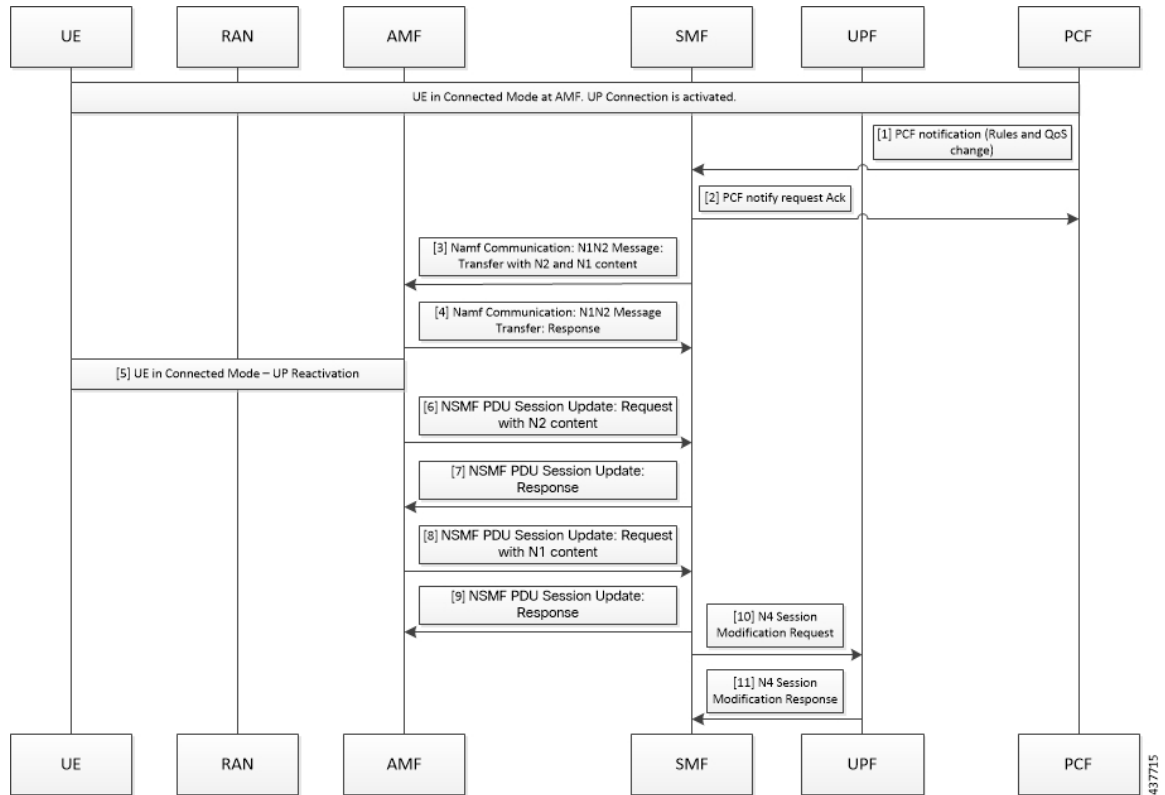 UE
RAN
AMF
SMF
UPF
PCF
UE in Connected Mode at AMF. UP Connection is activated.
[1] PCF notification (Rules and QoS
change)
[2] PCF notify request Ack
[3] Namf Communication: N1N2 Message:
Transfer with N2 and N1 content
[4] Namf Communication: N1N2 Message
Transfer: Response
[5] UE in Connected Mode – UP Reactivation
[6] NSMF PDU Session Update: Request
with N2 content
[7] NSMF PDU Session Update:
Response
[8] NSMF PDU Session Update: Request
with N1 content
[9] NSMF PDU Session Update:
Response
[10] N4 Session
Modification Request
[11] N4 Session
Modification Response
UE
RAN
AMF
SMF
UPF
PCF
437715